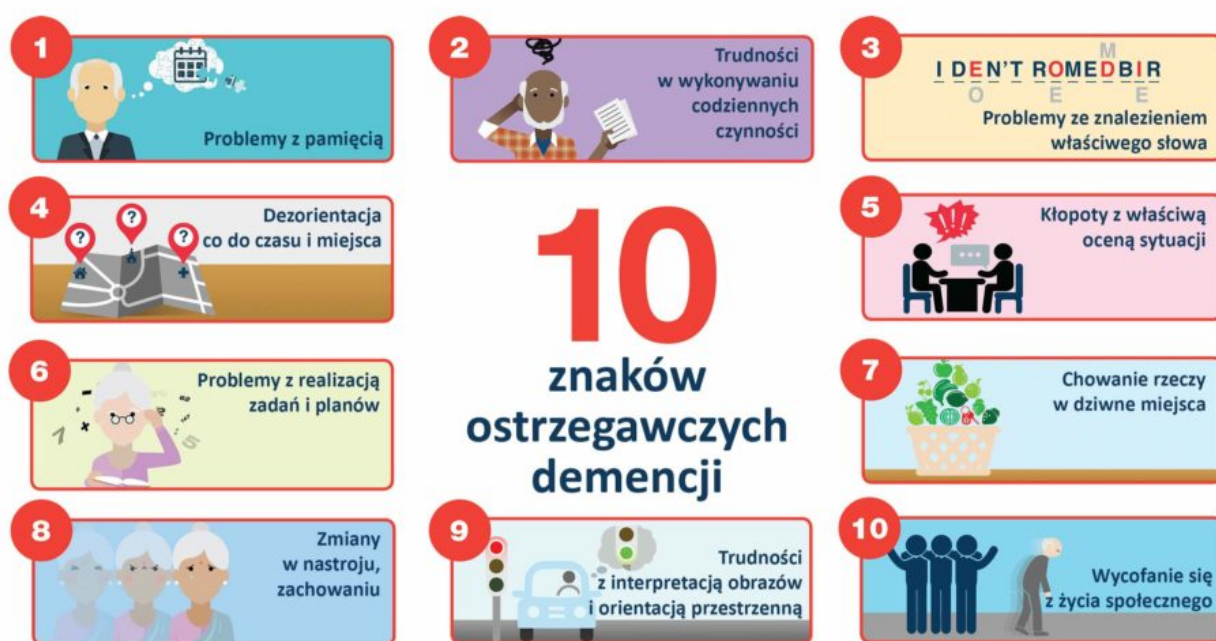 1
Problemy z pamięcią
2
Trudności
w wykonywaniu
codziennych
czynności
3
M
I DEN'T ROMEDBIR
O E E
Problemy ze znalezieniem
właściwego słowa
4
? ? ?
Dezorientacja
co do czasu i miejsca
10
znaków
ostrzegawczych
demencji
5
!!!
Kłopoty z właściwą
oceną sytuacji
6
7 5
Problemy z realizacją
zadań i planów
7
Chowanie rzeczy
w dziwne miejsca
8
Zmiany
w nastroju,
zachowaniu
9
Trudności
z interpretacją obrazów
i orientacją przestrzenną
10
Wycofanie się
z życia społecznego